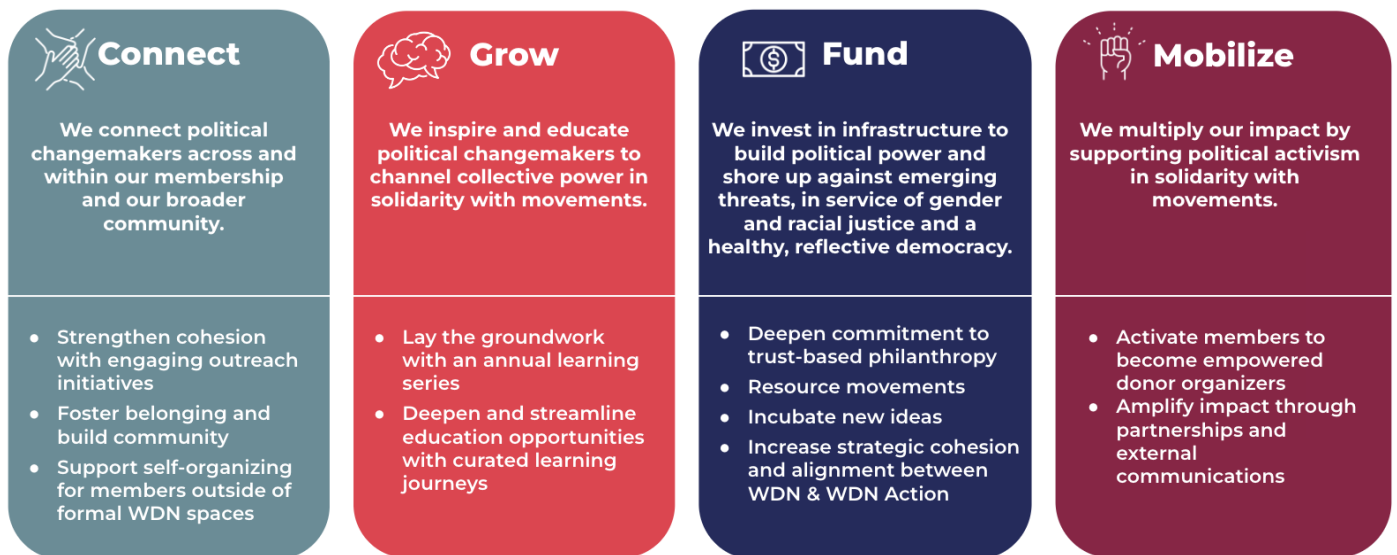 Connect
We connect political
changemakers across and
within our membership
and our broader
community.
● Strengthen cohesion
with engaging outreach
initiatives
● Foster belonging and
build community
● Support self-organizing
for members outside of
formal WDN spaces
Grow
We inspire and educate
political changemakers to
channel collective power in
solidarity with movements.
● Lay the groundwork
with an annual learning
series
● Deepen and streamline
education opportunities
with curated learning
journeys
$
Fund
We invest in infrastructure to
build political power and
shore up against emerging
threats, in service of gender
and racial justice and a
healthy, reflective democracy.
● Deepen commitment to
trust-based philanthropy
● Resource movements
● Incubate new ideas
● Increase strategic cohesion
and alignment between
WDN & WDN Action
Mobilize
We multiply our impact by
supporting political activism
in solidarity with
movements.
● Activate members to
become empowered
donor organizers
● Amplify impact through
partnerships and
external
communications